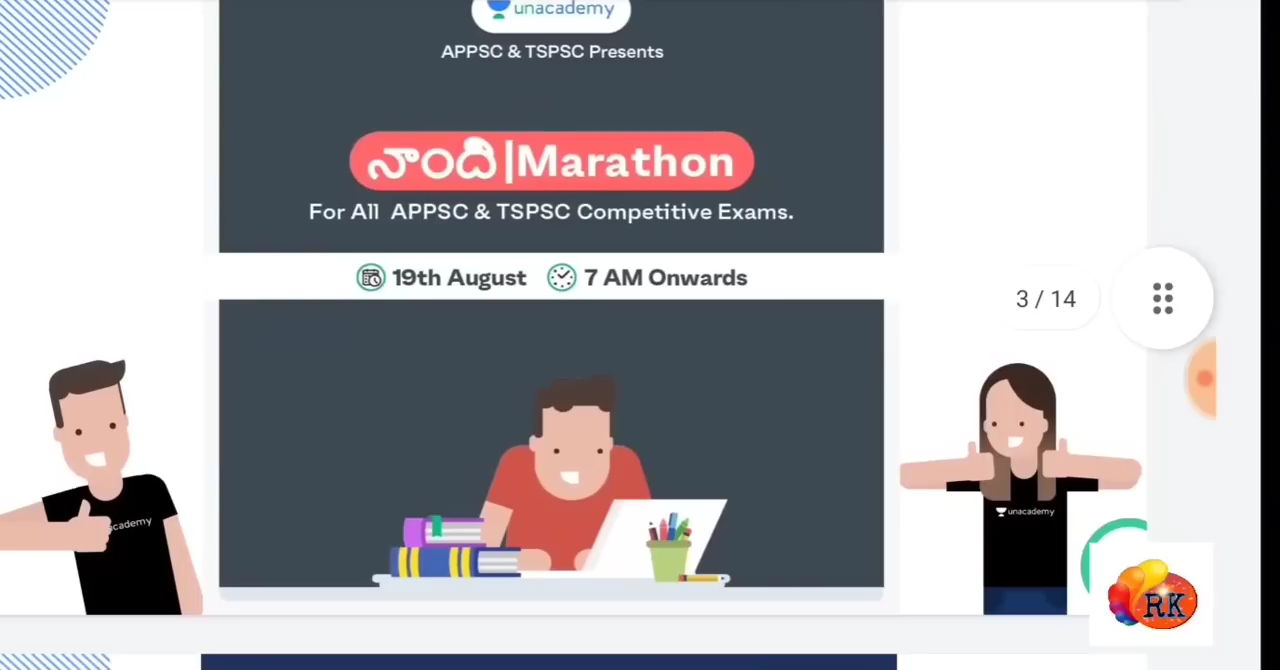 unacademy
APPSC & TSPSC Presents
నాంది|Marathon
For All APPSC & TSPSC Competitive Exams.
19th August 7 AM Onwards
3 / 14
cademy
unacademy
RK